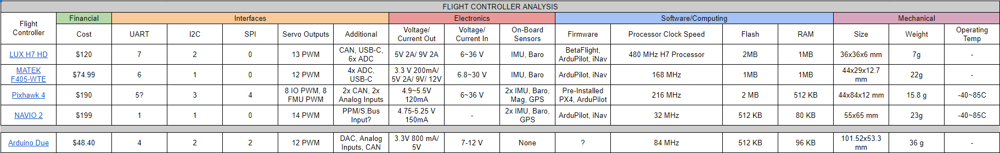 FLIGHT CONTROLLER ANALYSIS
Flight Controller Financial Interfaces Electronics Software/Computing Mechanical
Cost UART I2C SPI Servo Outputs Additional Voltage/ Current Out Voltage/ Current In On-Board Sensors Firmware Processor Clock Speed Flash RAM Size Weight Operating Temp
LUX H7 HD $120 7 2 0 13 PWM CAN, USB-C, 6x ADC 5V 2A/ 9V 2A 6~36 V IMU, Baro BetaFlight, ArduPilot, iNav 480 MHz H7 Processor 2MB 1MB 36x36x6 mm 7g -
MATEK F405-WTE $74.99 6 1 0 12 PWM 4x ADC, USB-C 3.3 V 200mA/ 5V 2A/ 9V/ 12V 6.8~30 V IMU, Baro ArduPilot, iNav 168 MHz 1MB 1MB 44x29x12.7 mm 22g -
Pixhawk 4 $190 5? 3 4 8 IO PWM, 8 FMU PWM 2x CAN, 2x Analog Inputs 4.9~5.5V 120mA 6~36 V 2x IMU, Baro, Mag, GPS Pre-Installed PX4, ArduPilot 216 MHz 2 MB 512 KB 44x84x12 mm 15.8 g -40~85C
NAVIO 2 $199 1 1 0 14 PWM PPM/S.Bus Input? 4.75-5.25 V 150mA - 2x IMU, Baro, GPS ArduPilot, iNav 32 MHz 512 KB 80 KB 55x65 mm 23g -40~85C
Arduino Due $48.40 4 2 2 12 PWM DAC, Analog Inputs, CAN 3.3V 800 mA/ 5V 7-12 V None ? 84 MHz 512 KB 96 KB 101.52x53.3 mm 36 g -